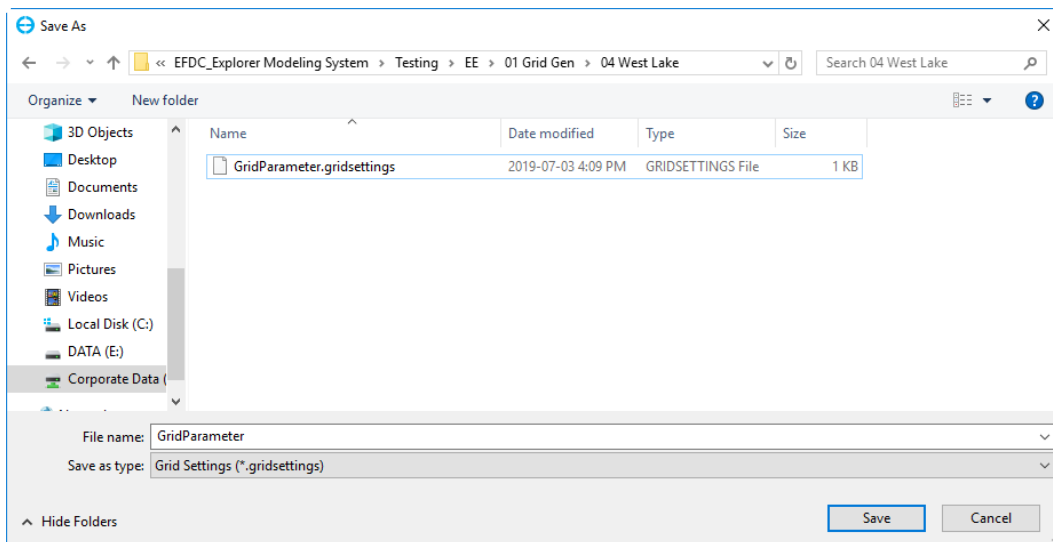 Save As
« EFDC_Explorer Modeling System > Testing > EE > 01 Grid Gen > 04 West Lake
Search 04 West Lake
Organize
New folder
Name
Date modified
Type
Size
3D Objects
Desktop
Documents
Downloads
Music
Pictures
Videos
Local Disk (C:)
DATA (E:)
Corporate Data (
GridParameter.gridsettings
2019-07-03 4:09 PM
GRIDSETTINGS File
1 KB
File name: GridParameter
Save as type: Grid Settings (*.gridsettings)
Hide Folders
Save
Cancel